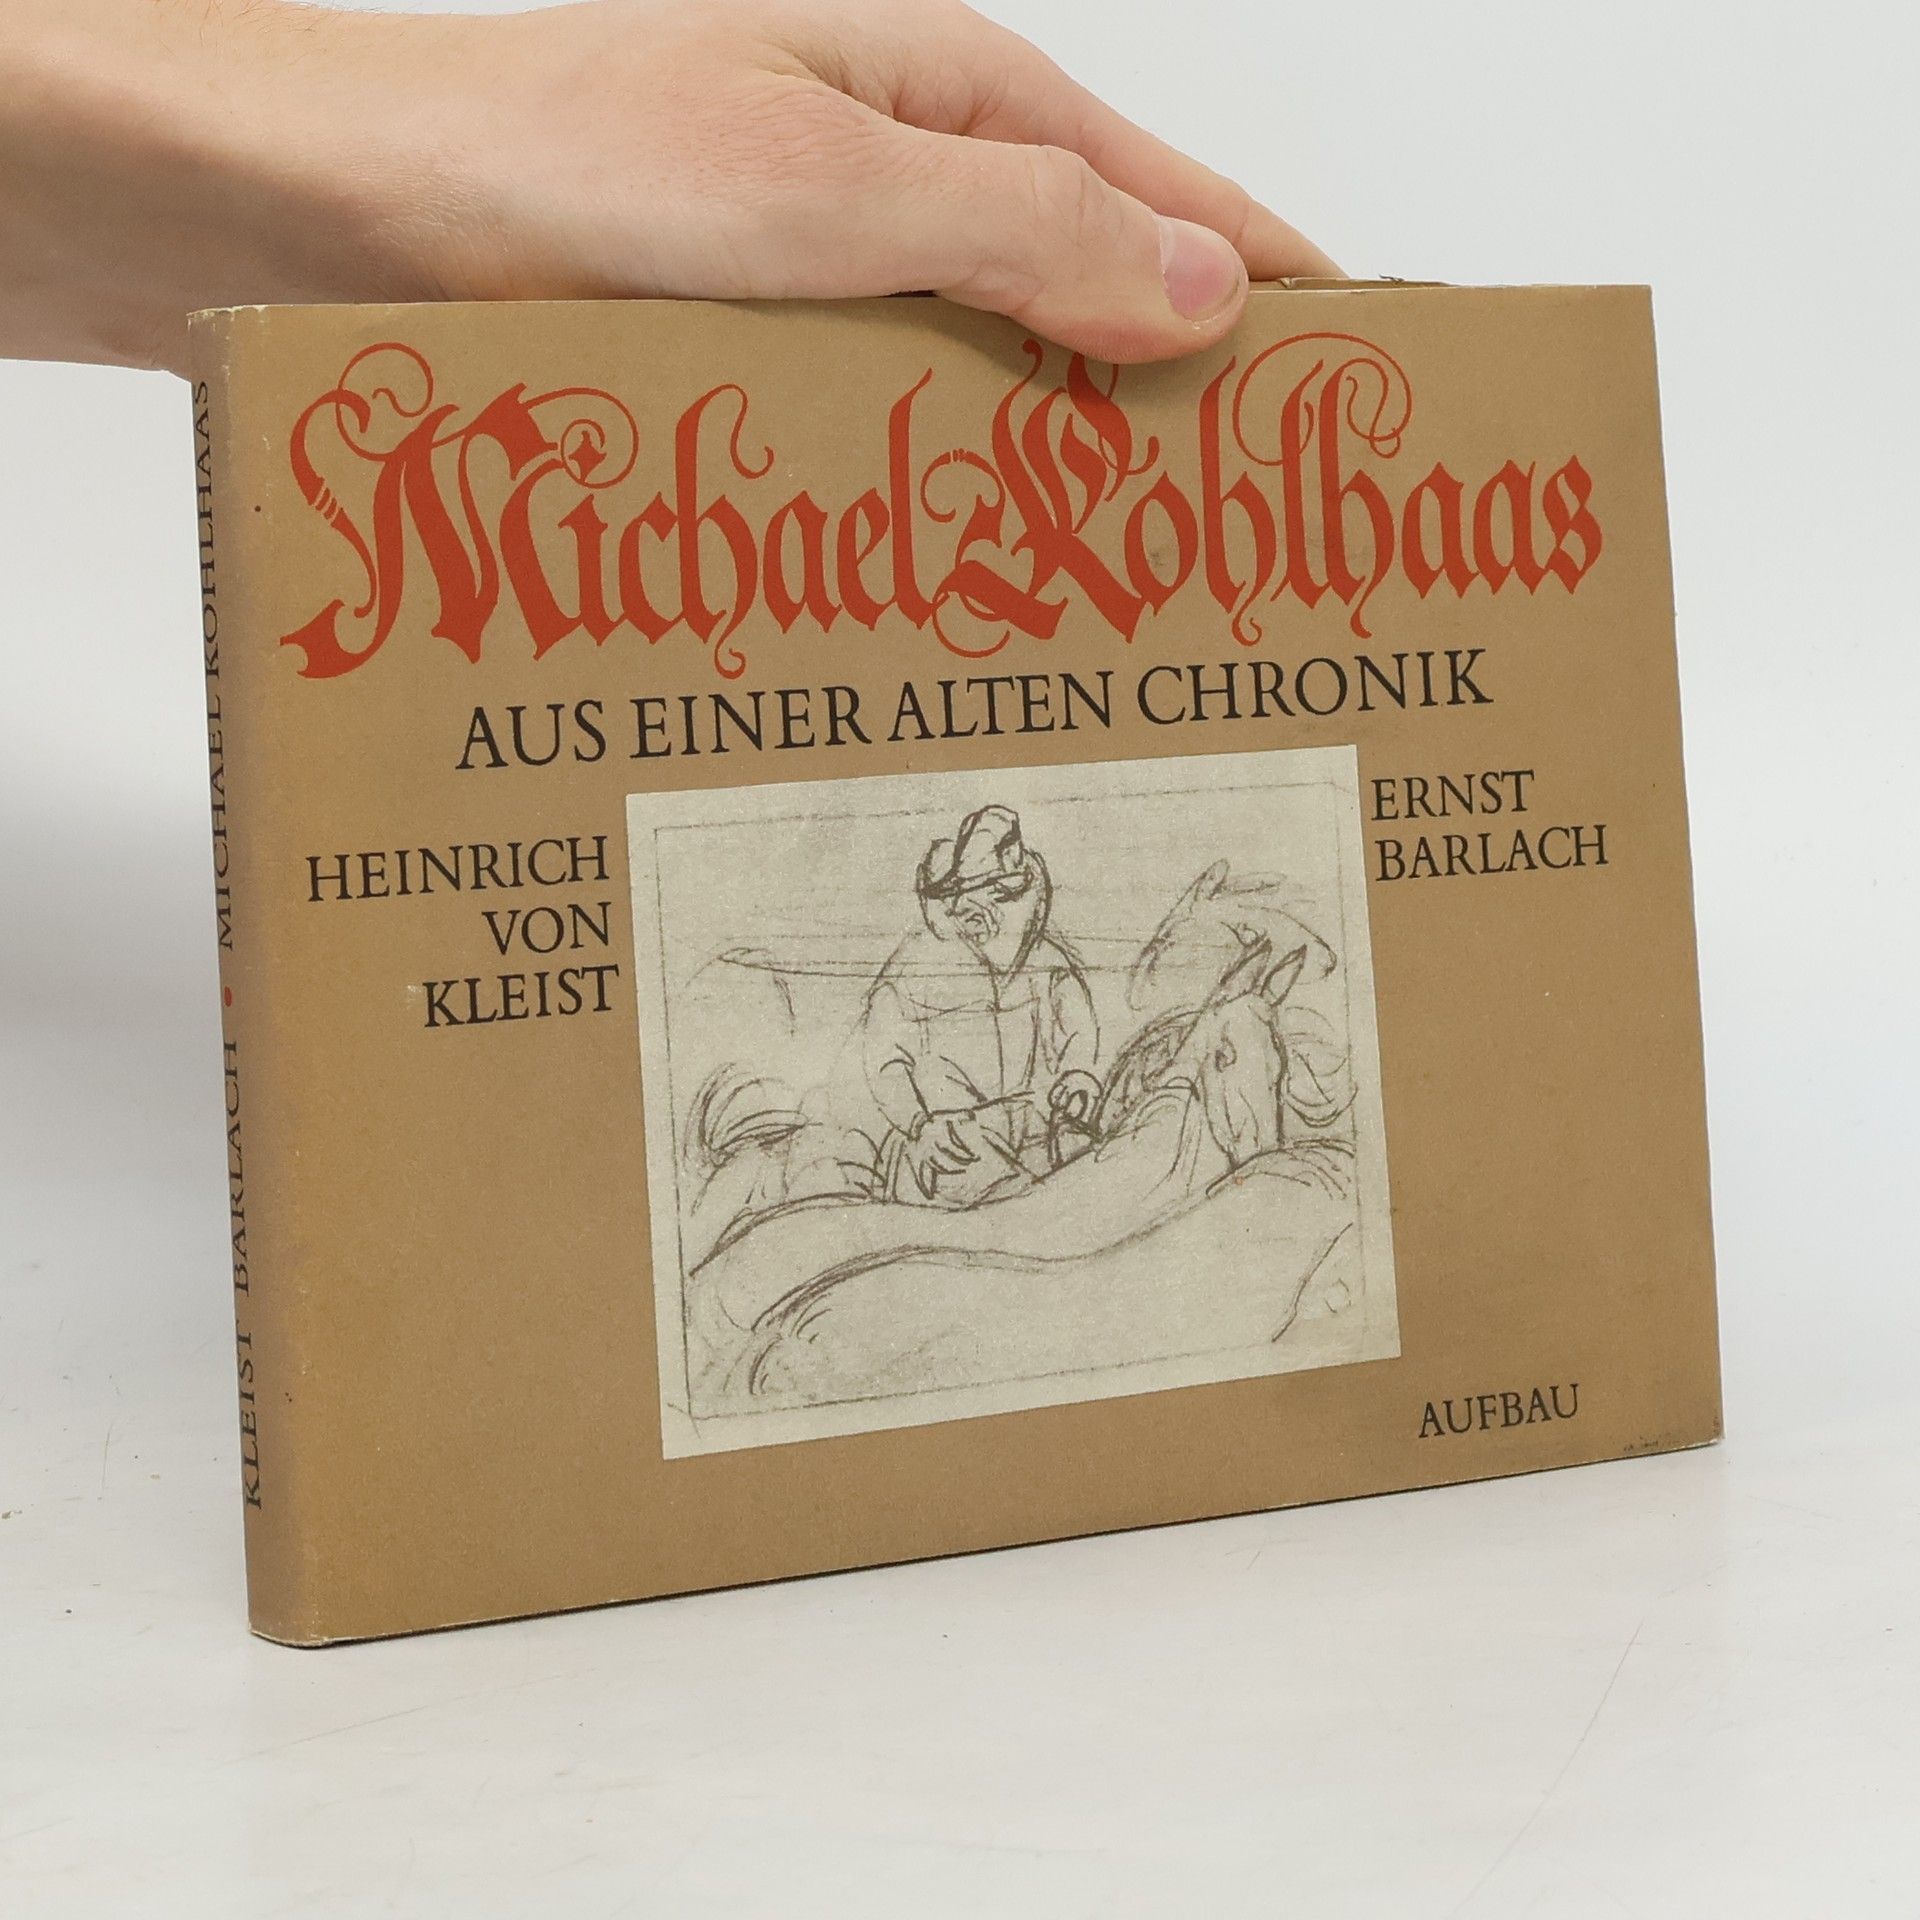 Michael Kohlhaas
AUS EINER ALTEN CHRONIK
HEINRICH
VON
KLEIST
ERNST
BARLACH
AUFBAU
KLEIST BARLACH • MICHAEL KOHLHAAS